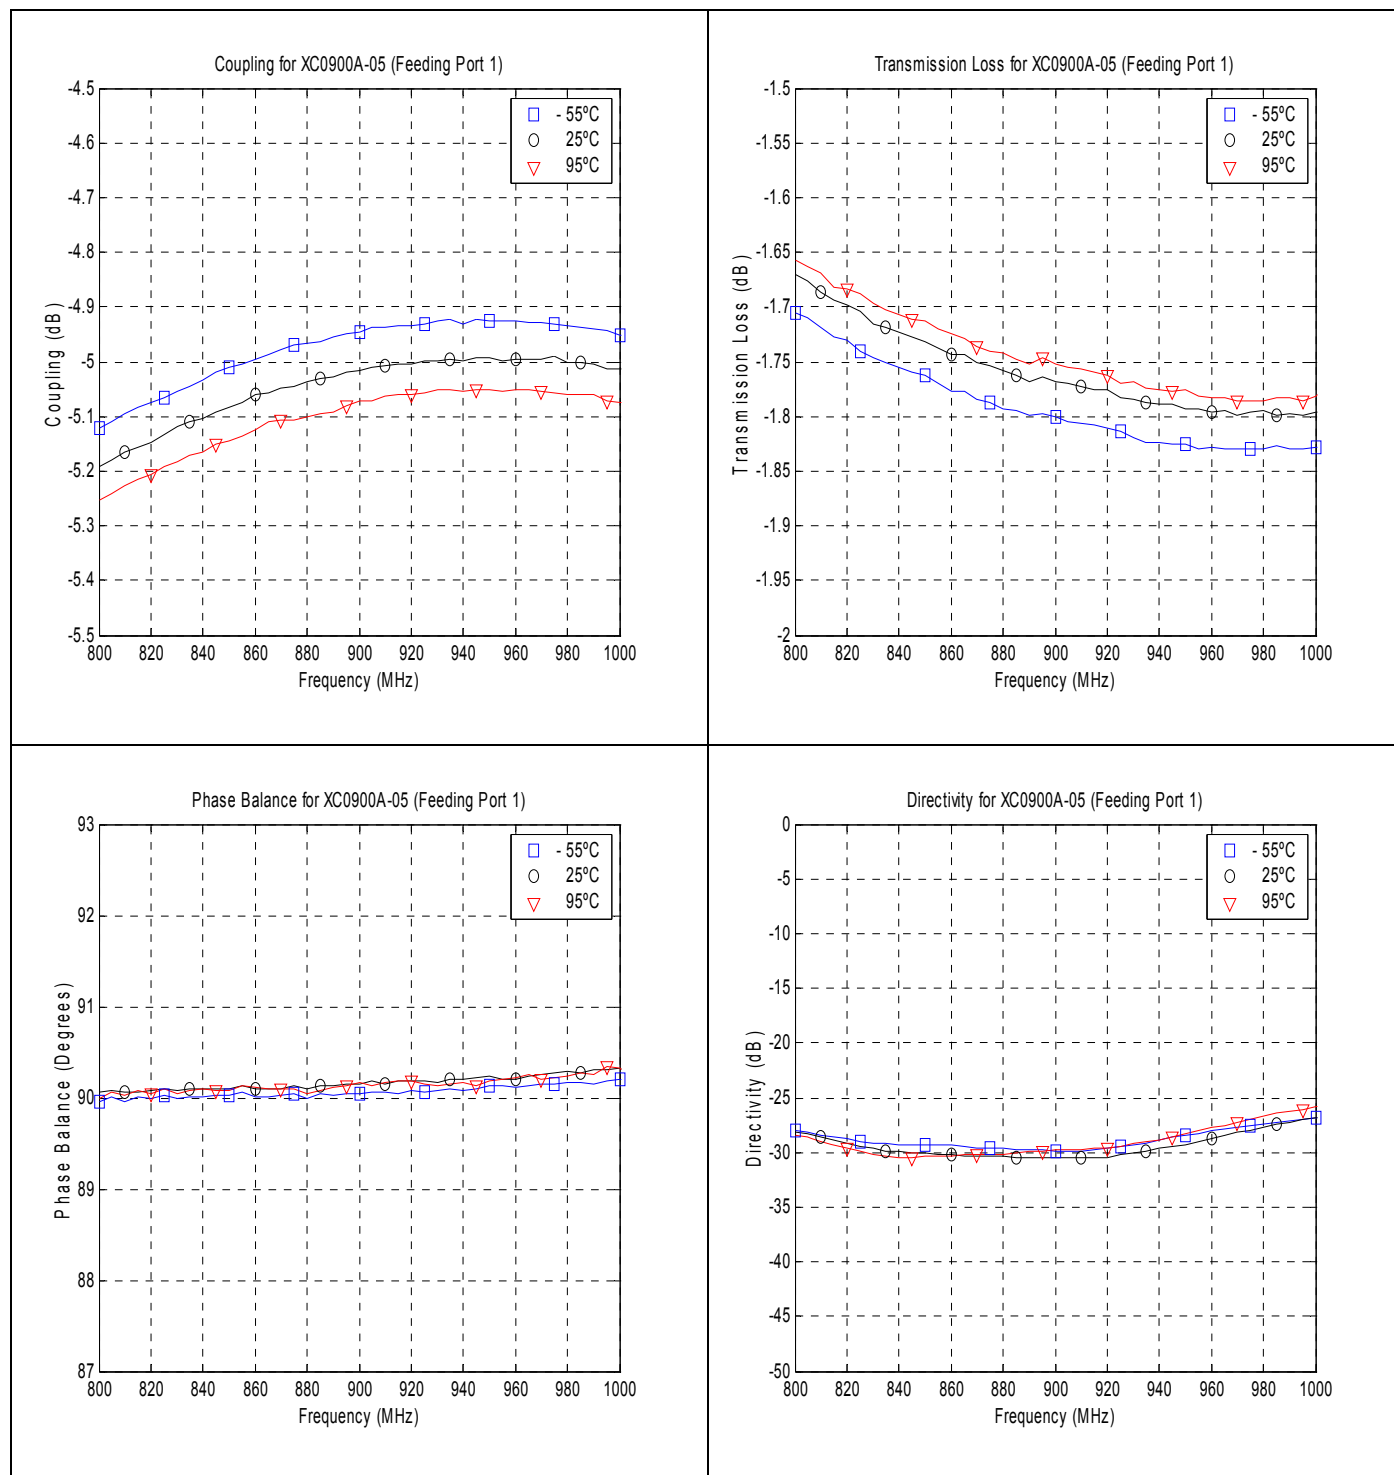 Coupling for XC0900A-05 (Feeding Port 1)
-4.5
-4.6
-4.7
-4.8
-4.9
-5
-5.1
-5.2
-5.3
-5.4
-5.5
Coupling (dB)
- 55ºC
25ºC
95ºC
800 820 840 860 880 900 920 940 960 980 1000
Frequency (MHz)
Transmission Loss for XC0900A-05 (Feeding Port 1)
-1.5
-1.55
-1.6
-1.65
-1.7
-1.75
-1.8
-1.85
-1.9
-1.95
-2
Transmission Loss (dB)
- 55ºC
25ºC
95ºC
800 820 840 860 880 900 920 940 960 980 1000
Frequency (MHz)
Phase Balance for XC0900A-05 (Feeding Port 1)
93
92
91
90
89
88
87
Phase Balance (Degrees)
- 55ºC
25ºC
95ºC
800 820 840 860 880 900 920 940 960 980 1000
Frequency (MHz)
Directivity for XC0900A-05 (Feeding Port 1)
0
-5
-10
-15
-20
-25
-30
-35
-40
-45
-50
Directivity (dB)
- 55ºC
25ºC
95ºC
800 820 840 860 880 900 920 940 960 980 1000
Frequency (MHz)